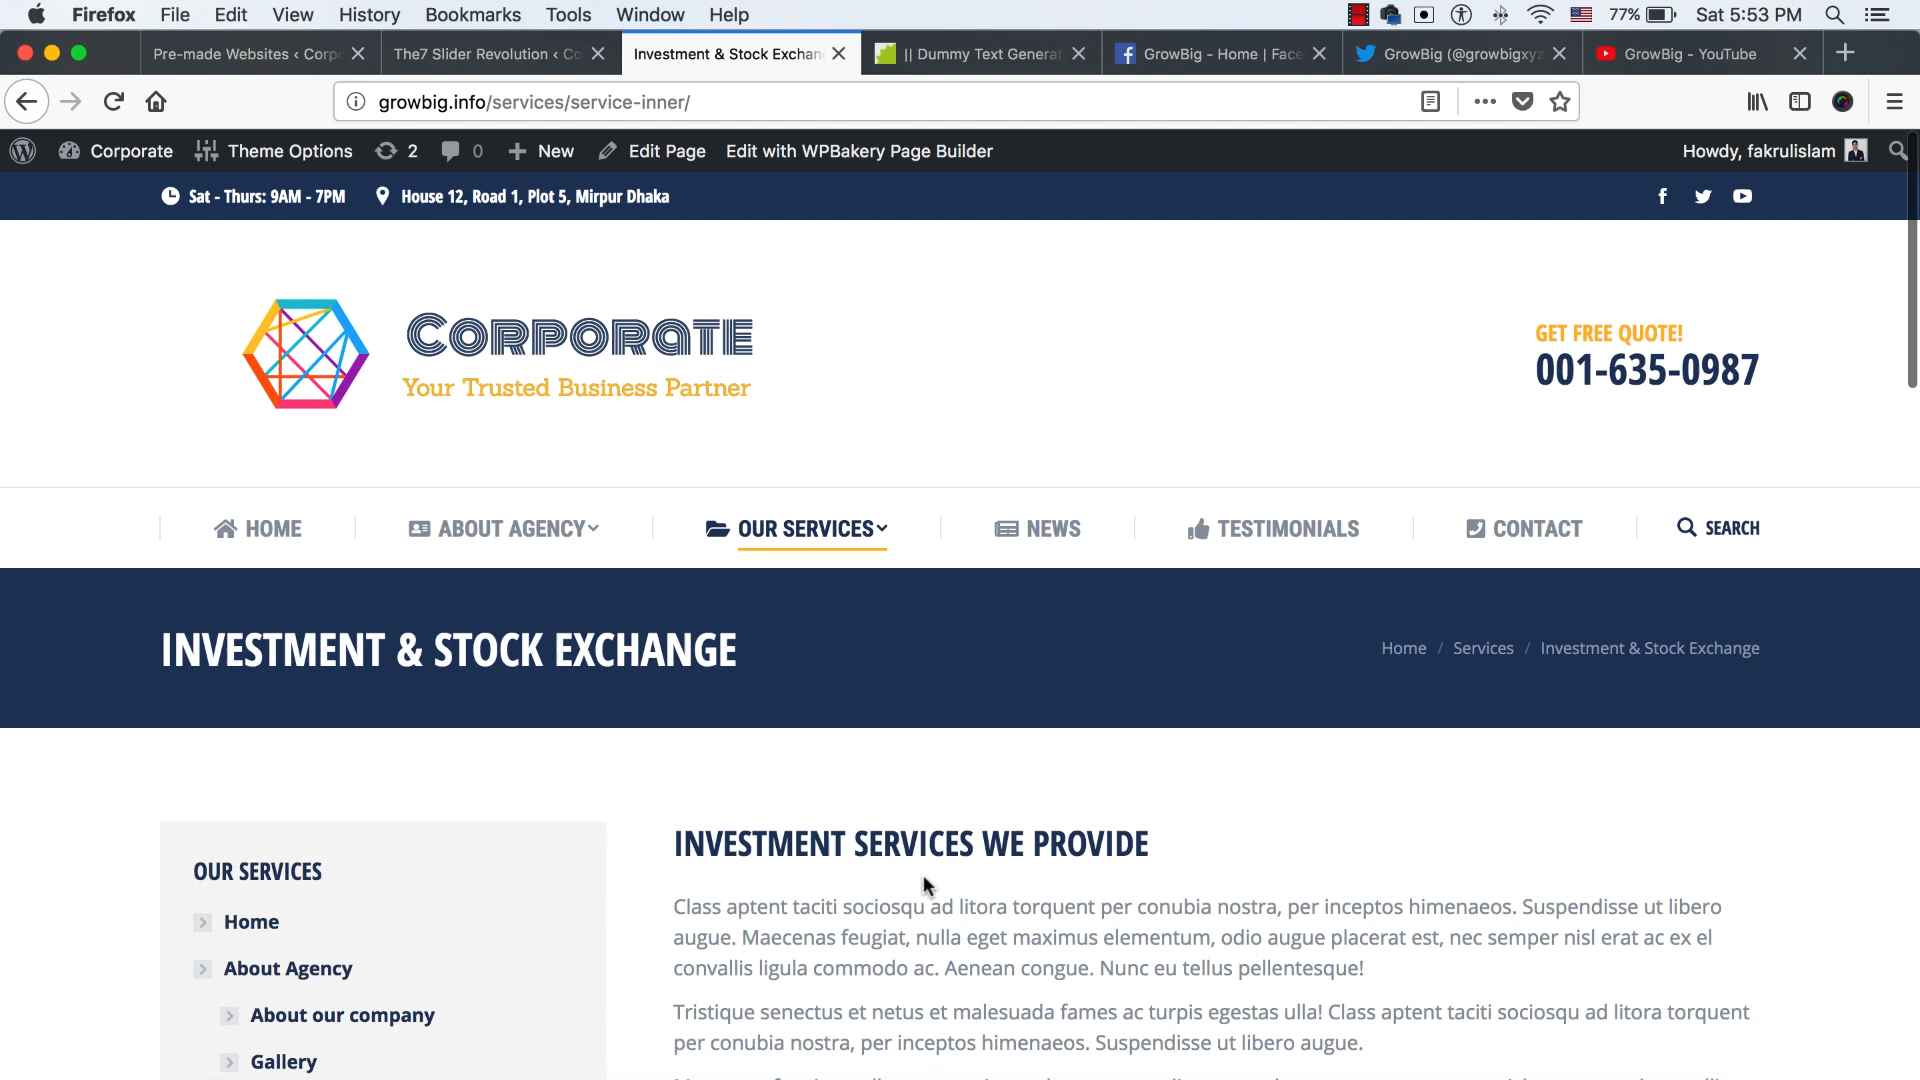 Firefox File Edit View History Bookmarks Tools Window Help 77% Sat 5:53 PM
Pre-made Websites ‹ Corpo The7 Slider Revolution ‹ Co Investment & Stock Exchan || Dummy Text Generat GrowBig - Home | Face GrowBig (@growbigxyz GrowBig - YouTube
growbig.info/services/service-inner/
Corporate Theme Options 2 0 New Edit Page Edit with WPBakery Page Builder Howdy, fakrulislam
Sat - Thurs: 9AM - 7PM House 12, Road 1, Plot 5, Mirpur Dhaka
Corporate
Your Trusted Business Partner
GET FREE QUOTE!
001-635-0987
HOME ABOUT AGENCY OUR SERVICES NEWS TESTIMONIALS CONTACT SEARCH
INVESTMENT & STOCK EXCHANGE
Home / Services / Investment & Stock Exchange
OUR SERVICES
Home
About Agency
About our company
Gallery
INVESTMENT SERVICES WE PROVIDE
Class aptent taciti sociosqu ad litora torquent per conubia nostra, per inceptos himenaeos. Suspendisse ut libero
augue. Maecenas feugiat, nulla eget maximus elementum, odio augue placerat est, nec semper nisl erat ac ex el
convallis ligula commodo ac. Aenean congue. Nunc eu tellus pellentesque!
Tristique senectus et netus et malesuada fames ac turpis egestas ulla! Class aptent taciti sociosqu ad litora torquent
per conubia nostra, per inceptos himenaeos. Suspendisse ut libero augue.